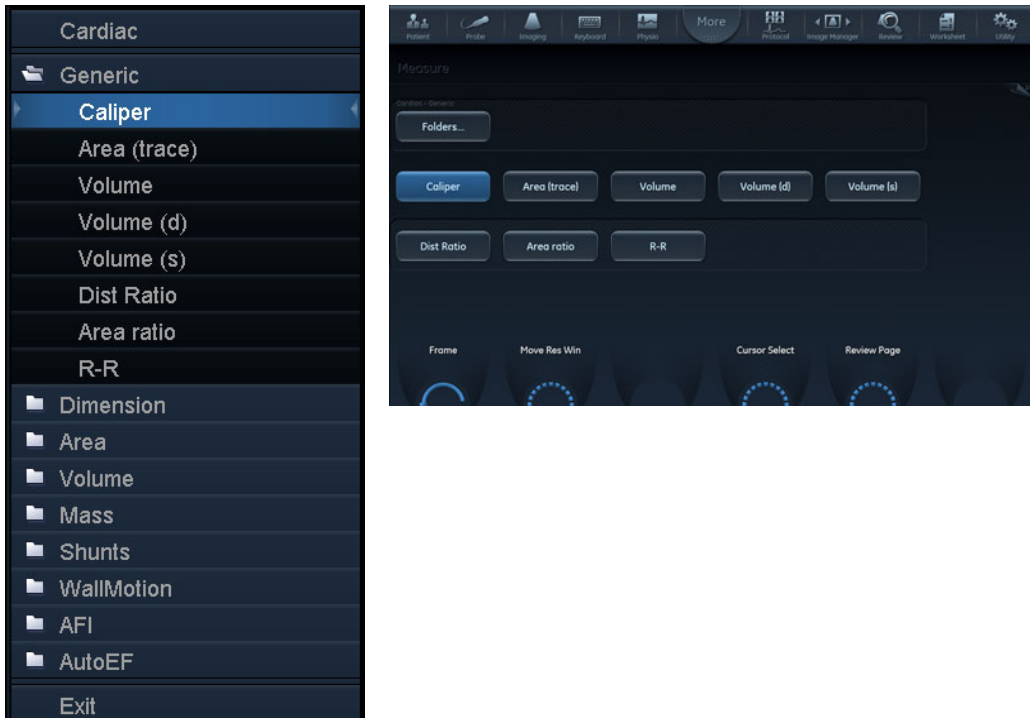 Cardiac
Generic
Caliper
Area (trace)
Volume
Volume (d)
Volume (s)
Dist Ratio
Area ratio
R-R
Dimension
Area
Volume
Mass
Shunts
WallMotion
AFI
AutoEF
Exit
Patient Probe Imaging Keyboard Physio More Protocol Image Manager Review Worksheet Utility
Measure
Cardiac - Generic
Folders...
Caliper Area (trace) Volume Volume (d) Volume (s)
Dist Ratio Area ratio R-R
Frame Move Res Win Cursor Select Review Page